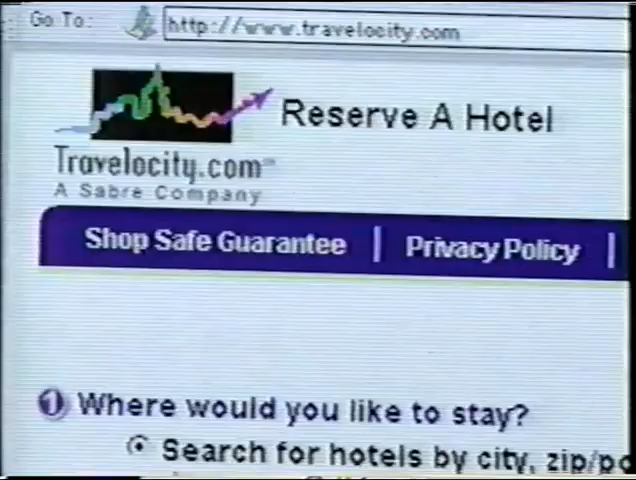 Go To:
http://www.travelocity.com
Reserve A Hotel
Travelocity.com
A Sabre Company
Shop Safe Guarantee | Privacy Policy |
1 Where would you like to stay?
Search for hotels by city, zip/po